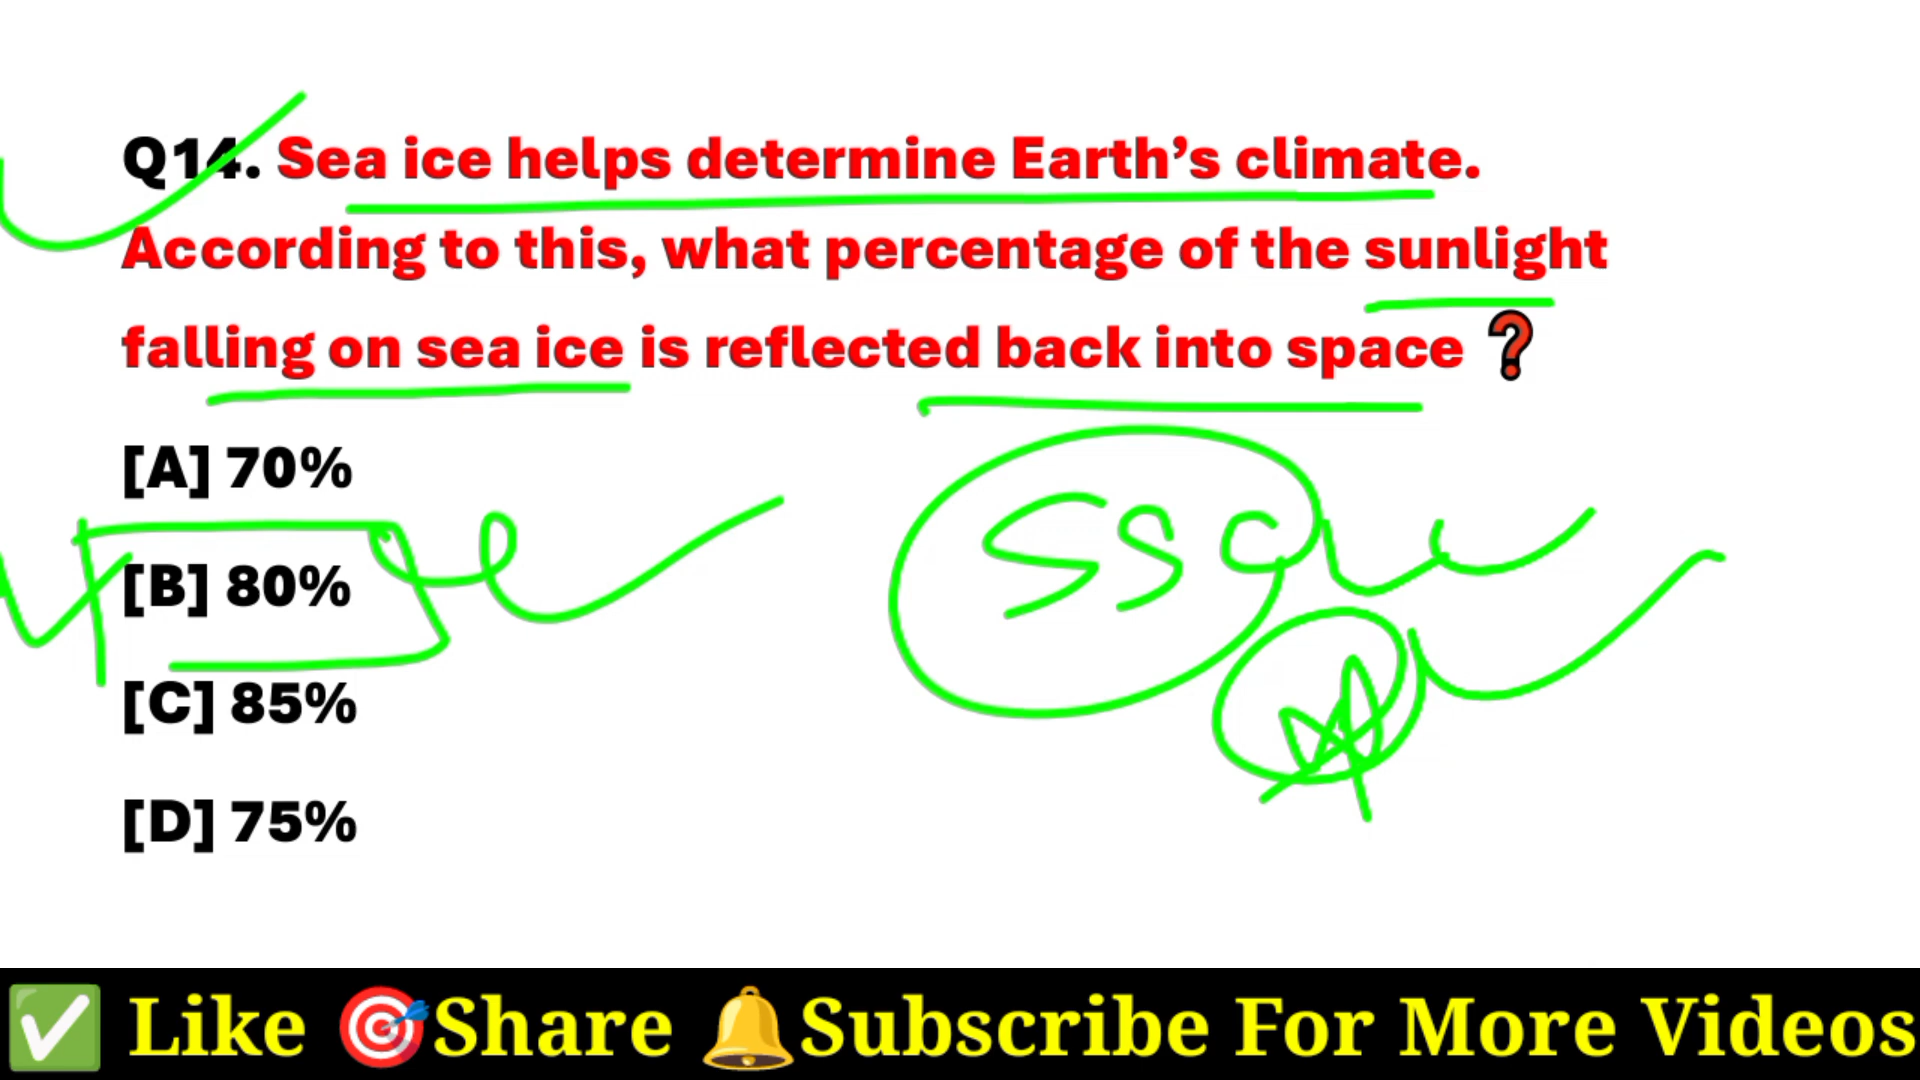 Q14. Sea ice helps determine Earth’s climate.
According to this, what percentage of the sunlight
falling on sea ice is reflected back into space ❓
[A] 70%
[B] 80%
SSC
[C] 85%
[D] 75%
✅ Like 🎯Share 🔔Subscribe For More Videos